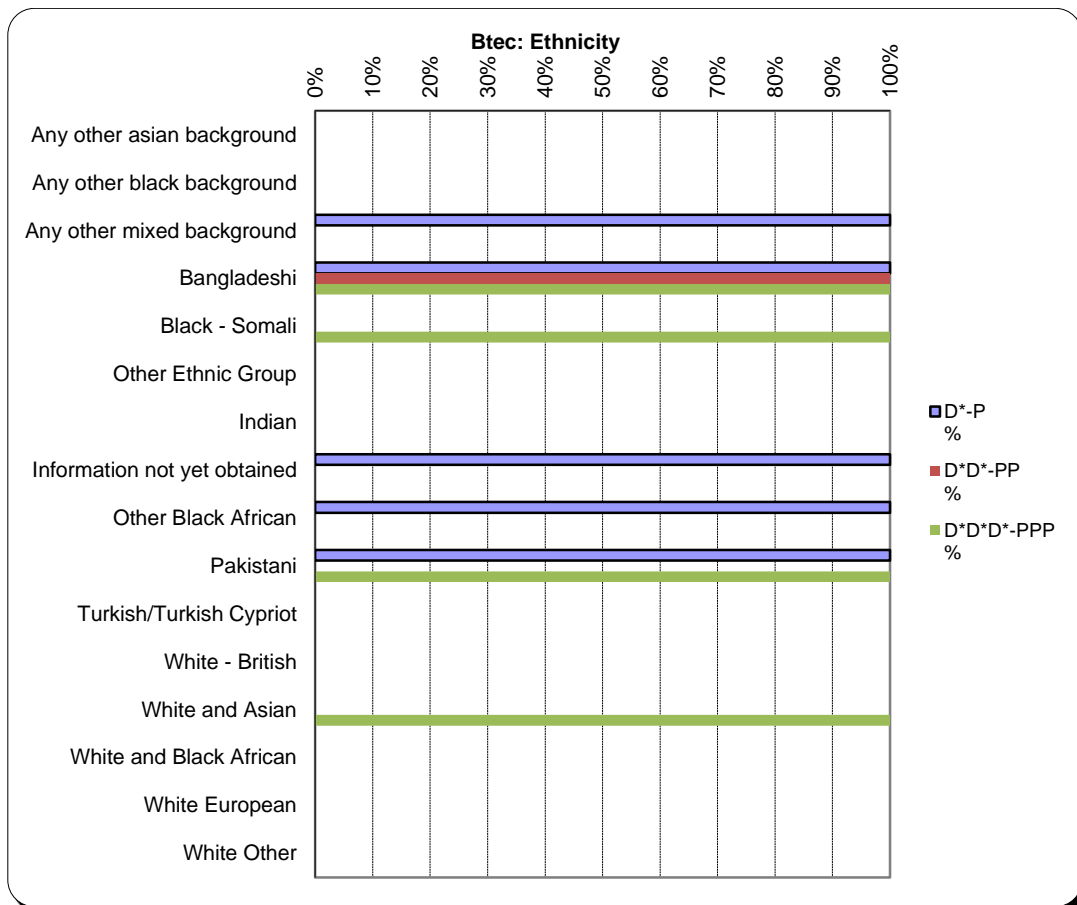 Btec: Ethnicity
0% 10% 20% 30% 40% 50% 60% 70% 80% 90% 100%
Any other asian background
Any other black background
Any other mixed background
Bangladeshi
Black - Somali
Other Ethnic Group
Indian
Information not yet obtained
Other Black African
Pakistani
Turkish/Turkish Cypriot
White - British
White and Asian
White and Black African
White European
White Other
D*-P
%
D*D*-PP
%
D*D*D*-PPP
%